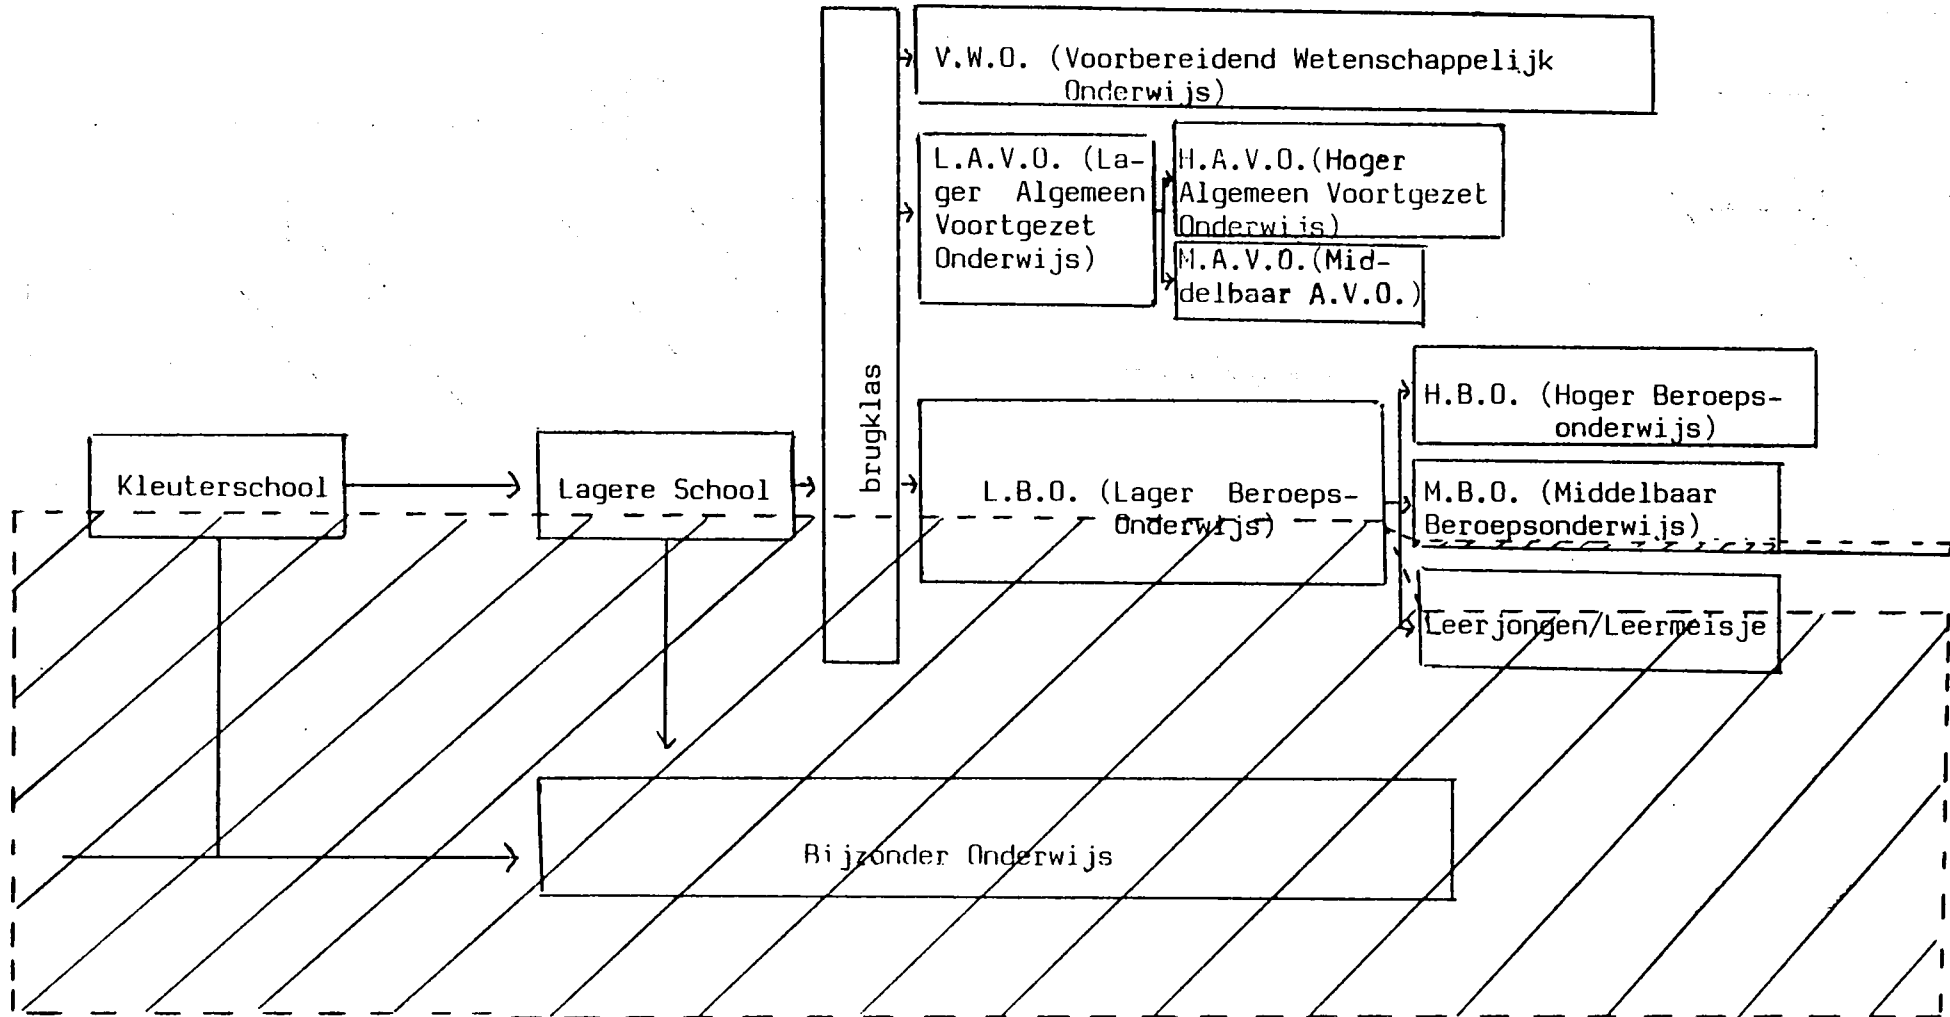 V.W.O. (Voorbereidend Wetenschappelijk
Onderwijs)
L.A.V.O. (La-
ger Algemeen
Voortgezet
Onderwijs)
H.A.V.O.(Hoger
Algemeen Voortgezet
Onderwijs)
M.A.V.O.(Mid-
delbaar A.V.O.)
brugklas
Kleuterschool
Lagere School
L.B.O. (Lager Beroeps-
Onderwijs)
H.B.O. (Hoger Beroeps-
onderwijs)
M.B.O. (Middelbaar
Beroepsonderwijs)
Leerjongen/Leermeisje
Bijzonder Onderwijs